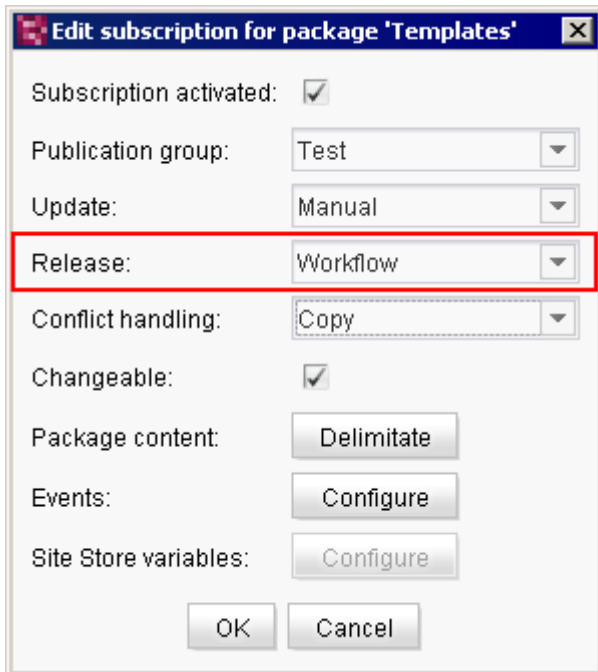 Edit subscription for package 'Templates'
Subscription activated:
Publication group: Test
Update: Manual
Release: Workflow
Conflict handling: Copy
Changeable:
Package content: Delimitate
Events: Configure
Site Store variables: Configure
OK Cancel